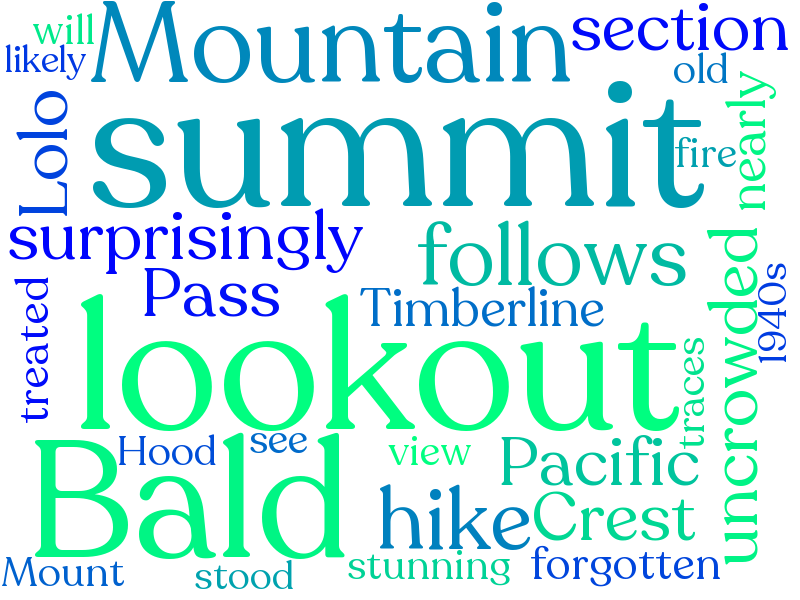 will
Mountain
section
likely
old
summit
Lolo
nearly
fire
surprisingly
follows
uncrowded
Pass
Timberline
1940s
treated
lookout
traces
Hood
see
view
Bald
Pacific
hike
Crest
Mount
stood
stunning
forgotten